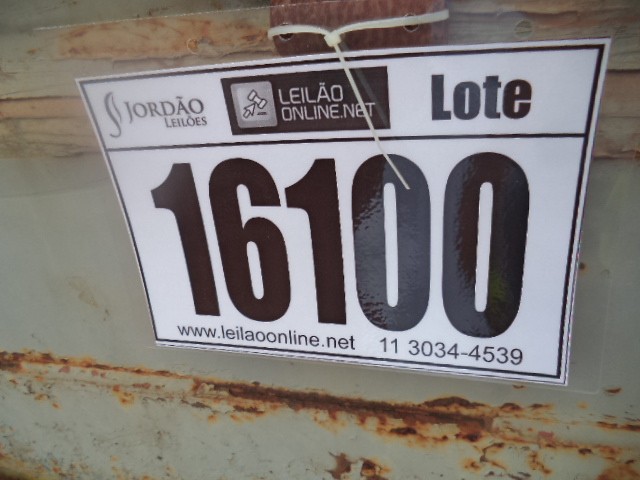 JORDÃO
LEILÕES
LEILÃO
ONLINE.NET
Lote
16100
www.leilaoonline.net
11 3034-4539